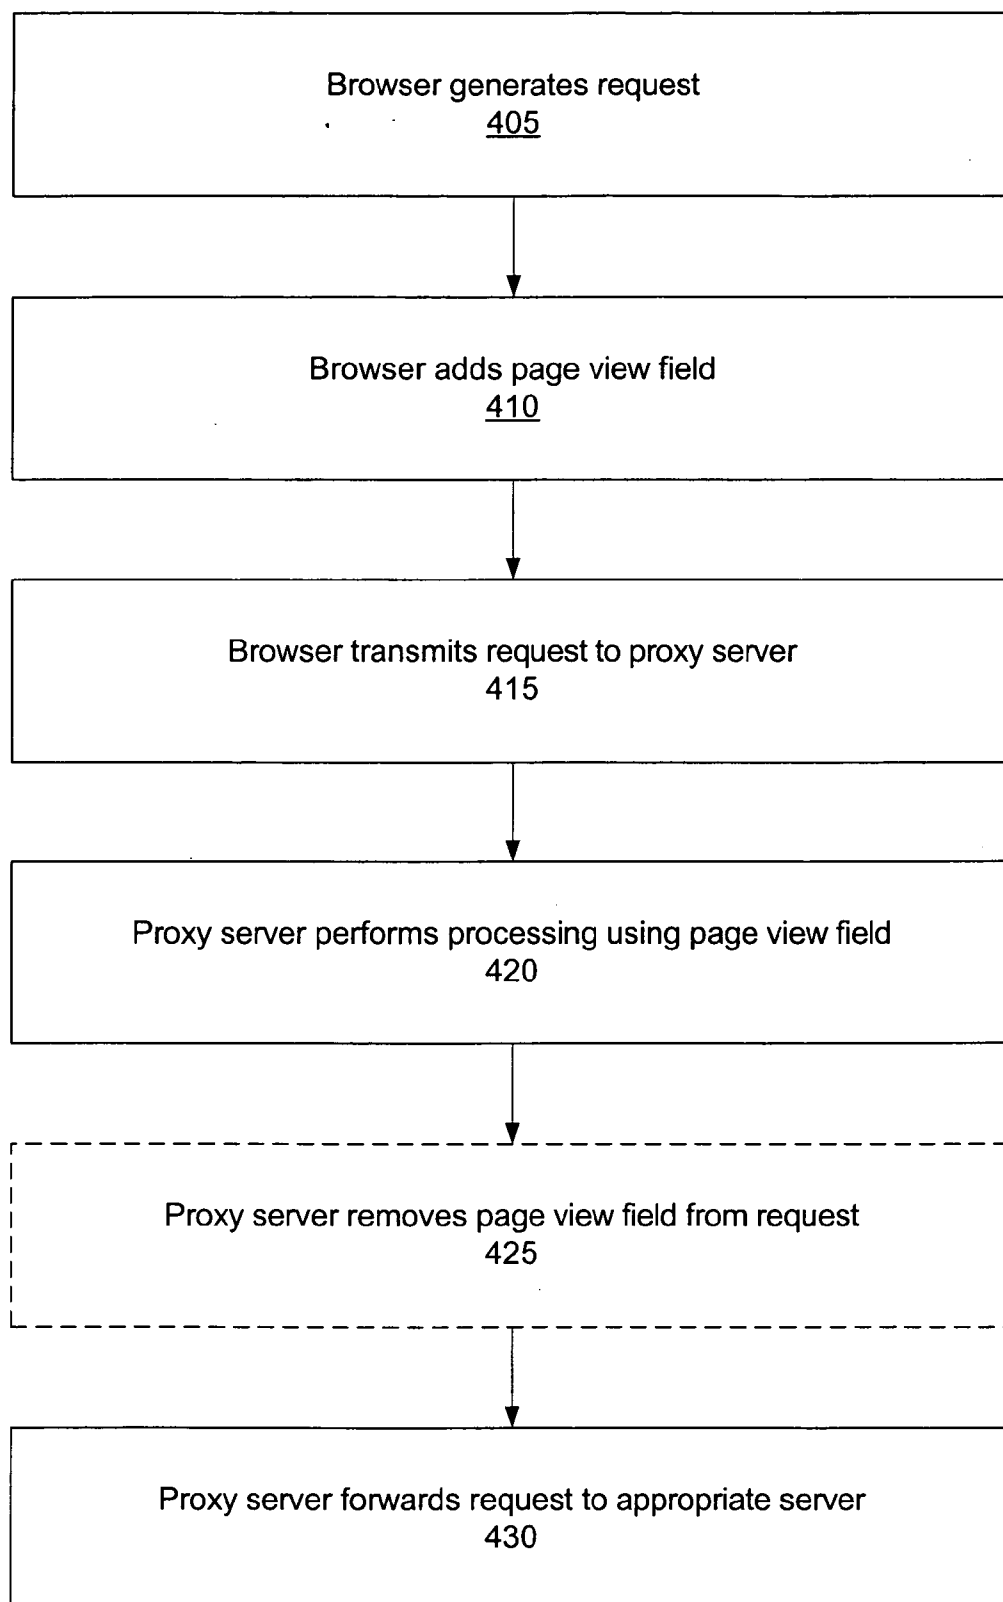 Browser generates request
405
Browser adds page view field
410
Browser transmits request to proxy server
415
Proxy server performs processing using page view field
420
Proxy server removes page view field from request
425
Proxy server forwards request to appropriate server
430